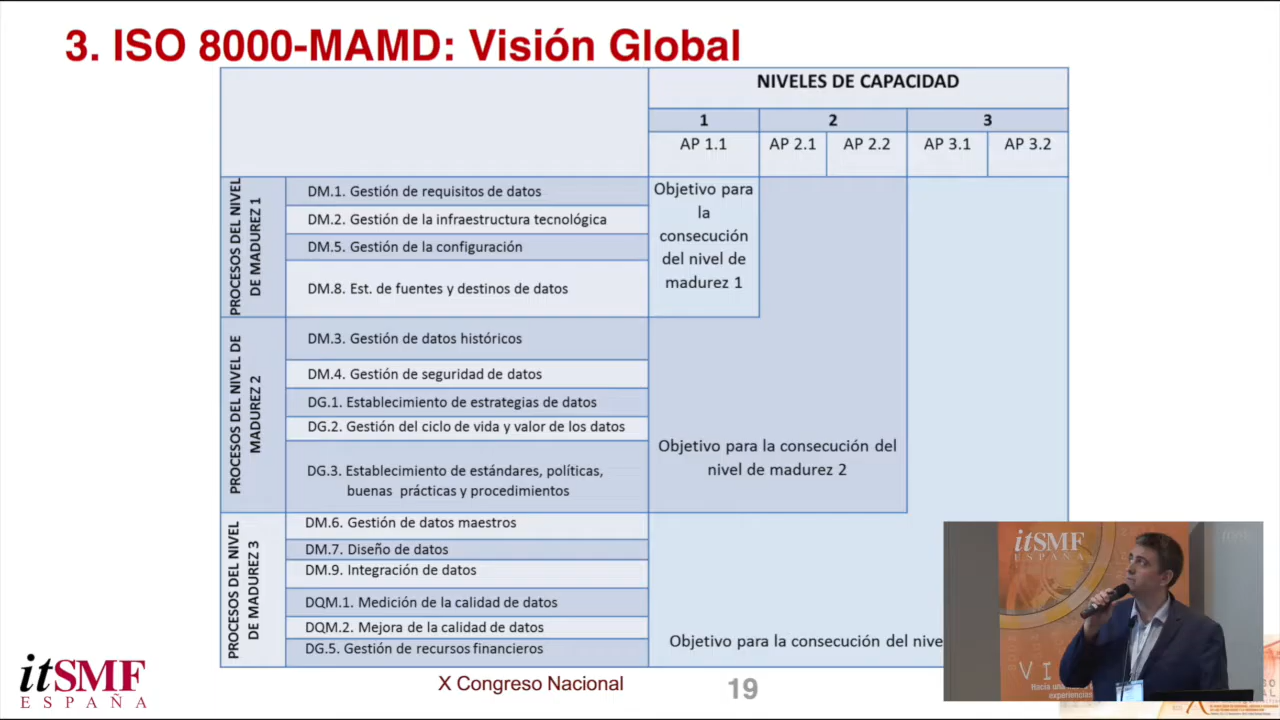 3. ISO 8000-MAMD: Visión Global
NIVELES DE CAPACIDAD
1
2
3
AP 1.1
AP 2.1
AP 2.2
AP 3.1
AP 3.2
PROCESOS DEL NIVEL
DE MADUREZ 1
DM.1. Gestión de requisitos de datos
DM.2. Gestión de la infraestructura tecnológica
DM.5. Gestión de la configuración
DM.8. Est. de fuentes y destinos de datos
Objetivo para
la
consecución
del nivel de
madurez 1
PROCESOS DEL NIVEL DE
MADUREZ 2
DM.3. Gestión de datos históricos
DM.4. Gestión de seguridad de datos
DG.1. Establecimiento de estrategias de datos
DG.2. Gestión del ciclo de vida y valor de los datos
DG.3. Establecimiento de estándares, políticas,
buenas prácticas y procedimientos
Objetivo para la consecución del
nivel de madurez 2
PROCESOS DEL NIVEL
DE MADUREZ 3
DM.6. Gestión de datos maestros
DM.7. Diseño de datos
DM.9. Integración de datos
DQM.1. Medición de la calidad de datos
DQM.2. Mejora de la calidad de datos
DG.5. Gestión de recursos financieros
Objetivo para la consecución del nive
itSMF
ESPAÑA
itSMF
ESPAÑA
X Congreso Nacional
19